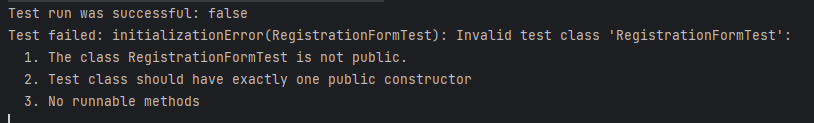 Test run was successful: false
Test failed: initializationError(RegistrationFormTest): Invalid test class 'RegistrationFormTest':
  1. The class RegistrationFormTest is not public.
  2. Test class should have exactly one public constructor
  3. No runnable methods